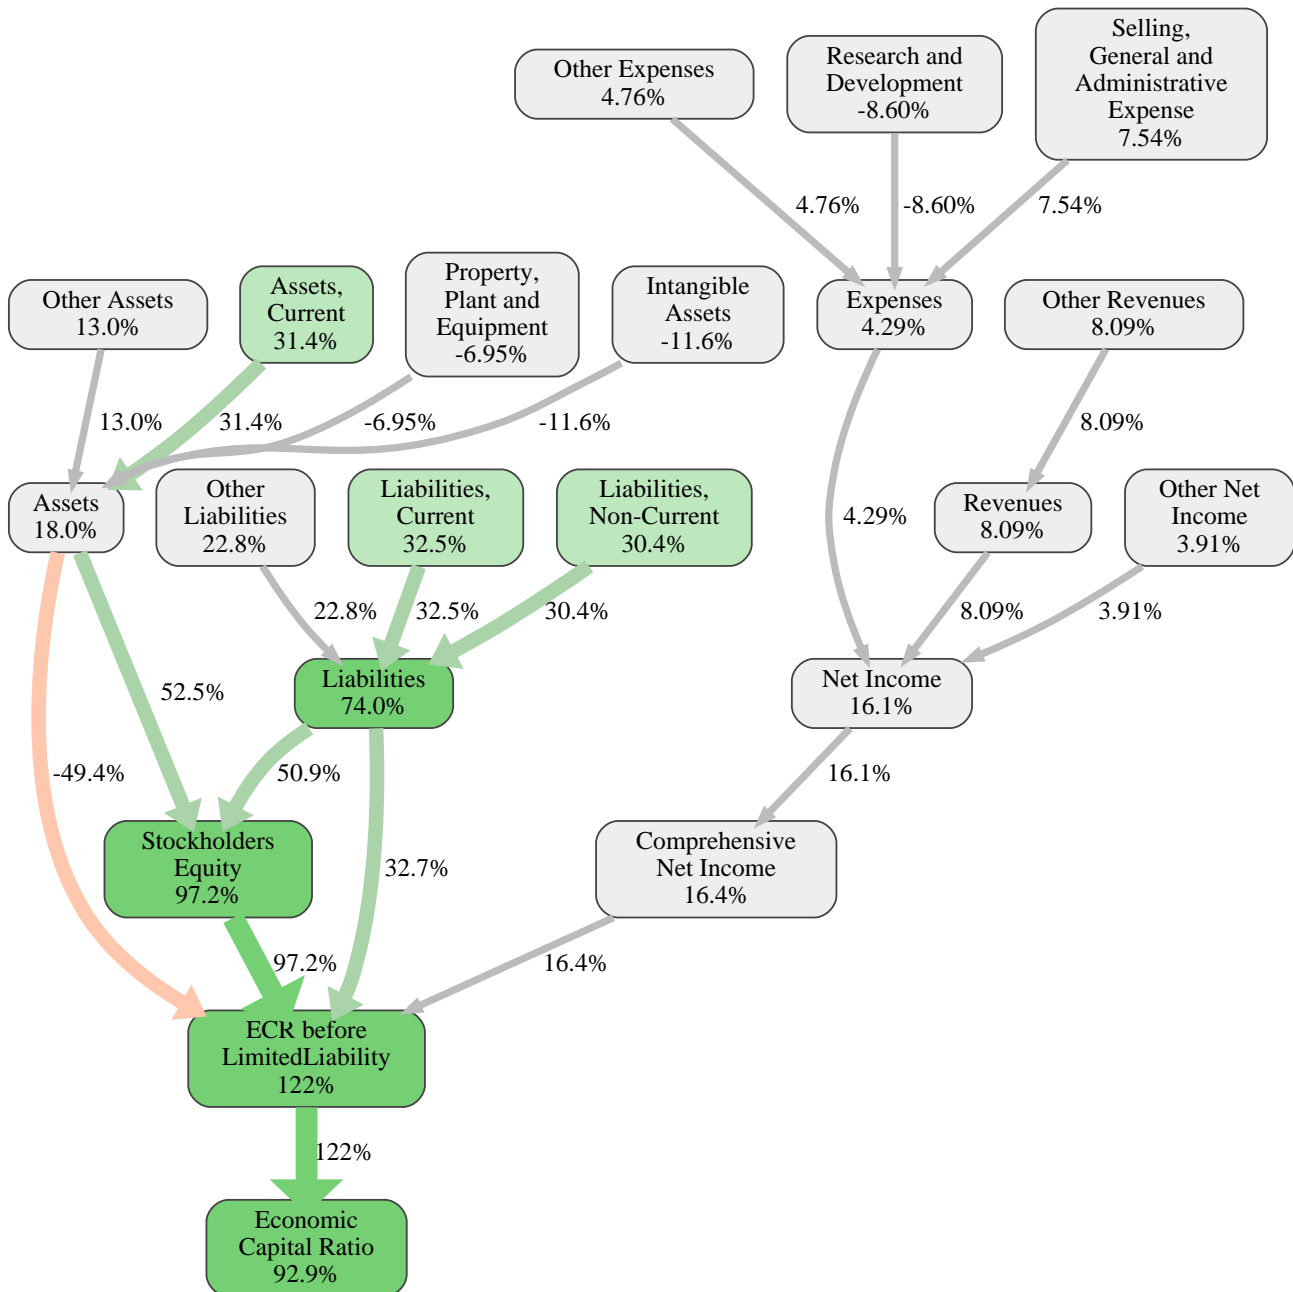 Other Expenses
4.76%
Research and
Development
-8.60%
Selling,
General and
Administrative
Expense
7.54%
4.76%
-8.60%
7.54%
Other Assets
13.0%
Assets,
Current
31.4%
Property,
Plant and
Equipment
-6.95%
Intangible
Assets
-11.6%
Expenses
4.29%
Other Revenues
8.09%
13.0%
31.4%
-6.95%
-11.6%
8.09%
Assets
18.0%
Other
Liabilities
22.8%
Liabilities,
Current
32.5%
Liabilities,
Non-Current
30.4%
4.29%
Revenues
8.09%
Other Net
Income
3.91%
22.8%
32.5%
30.4%
8.09%
3.91%
52.5%
Liabilities
74.0%
Net Income
16.1%
-49.4%
50.9%
16.1%
Stockholders
Equity
97.2%
32.7%
Comprehensive
Net Income
16.4%
97.2%
16.4%
ECR before
LimitedLiability
122%
122%
Economic
Capital Ratio
92.9%